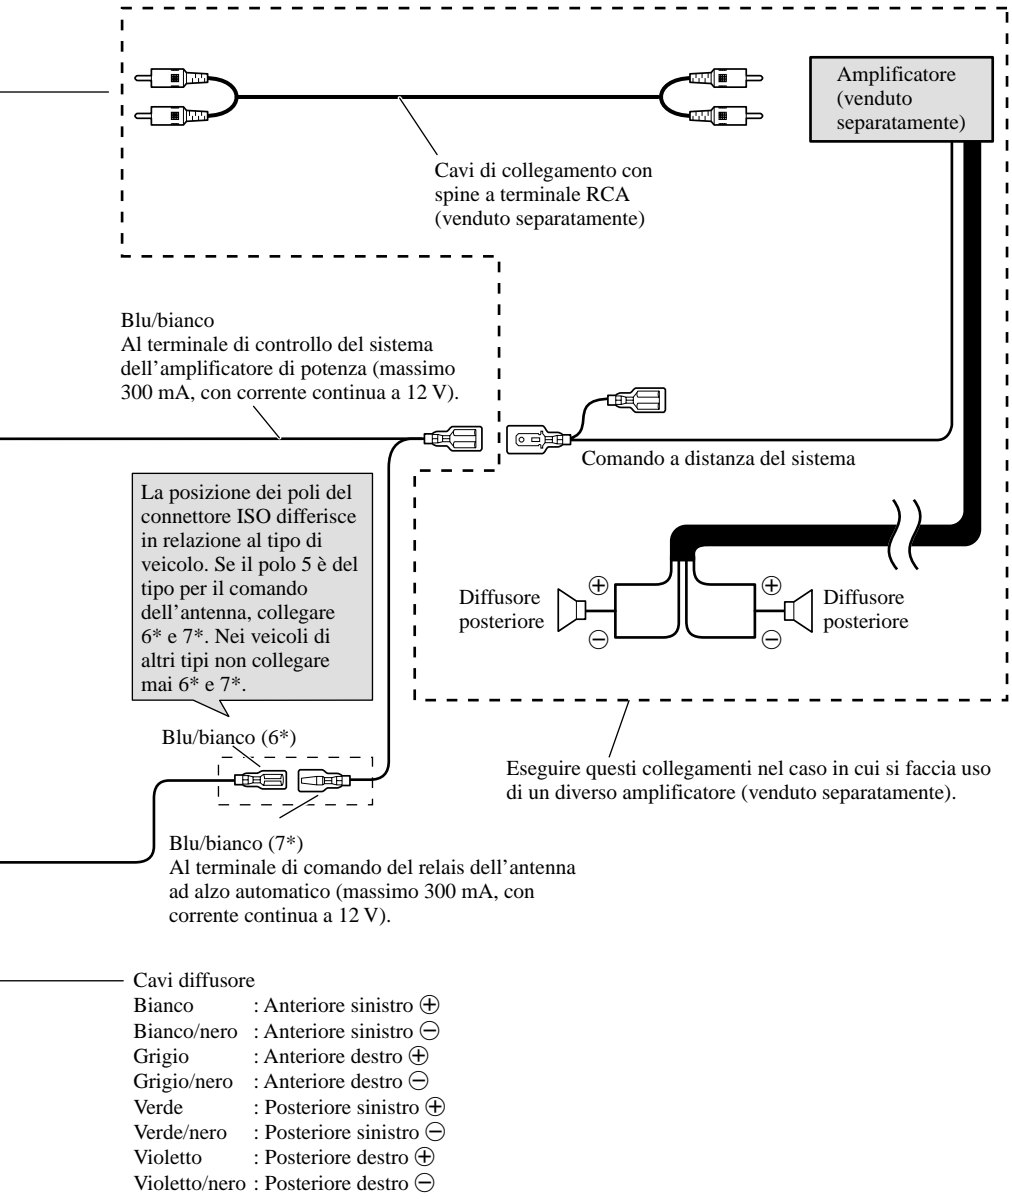 Amplificatore
(venduto
separatamente)
Cavi di collegamento con
spine a terminale RCA
(venduto separatamente)
Blu/bianco
Al terminale di controllo del sistema
dell'amplificatore di potenza (massimo
300 mA, con corrente continua a 12 V).
Comando a distanza del sistema
La posizione dei poli del
connettore ISO differisce
in relazione al tipo di
veicolo. Se il polo 5 è del
tipo per il comando
dell'antenna, collegare
6* e 7*. Nei veicoli di
altri tipi non collegare
mai 6* e 7*.
Diffusore
posteriore
⊕
⊖
⊕
⊖
Diffusore
posteriore
Blu/bianco (6*)
Eseguire questi collegamenti nel caso in cui si faccia uso
di un diverso amplificatore (venduto separatamente).
Blu/bianco (7*)
Al terminale di comando del relais dell'antenna
ad alzo automatico (massimo 300 mA, con
corrente continua a 12 V).
Cavi diffusore
Bianco : Anteriore sinistro ⊕
Bianco/nero : Anteriore sinistro ⊖
Grigio : Anteriore destro ⊕
Grigio/nero : Anteriore destro ⊖
Verde : Posteriore sinistro ⊕
Verde/nero : Posteriore sinistro ⊖
Violetto : Posteriore destro ⊕
Violetto/nero : Posteriore destro ⊖